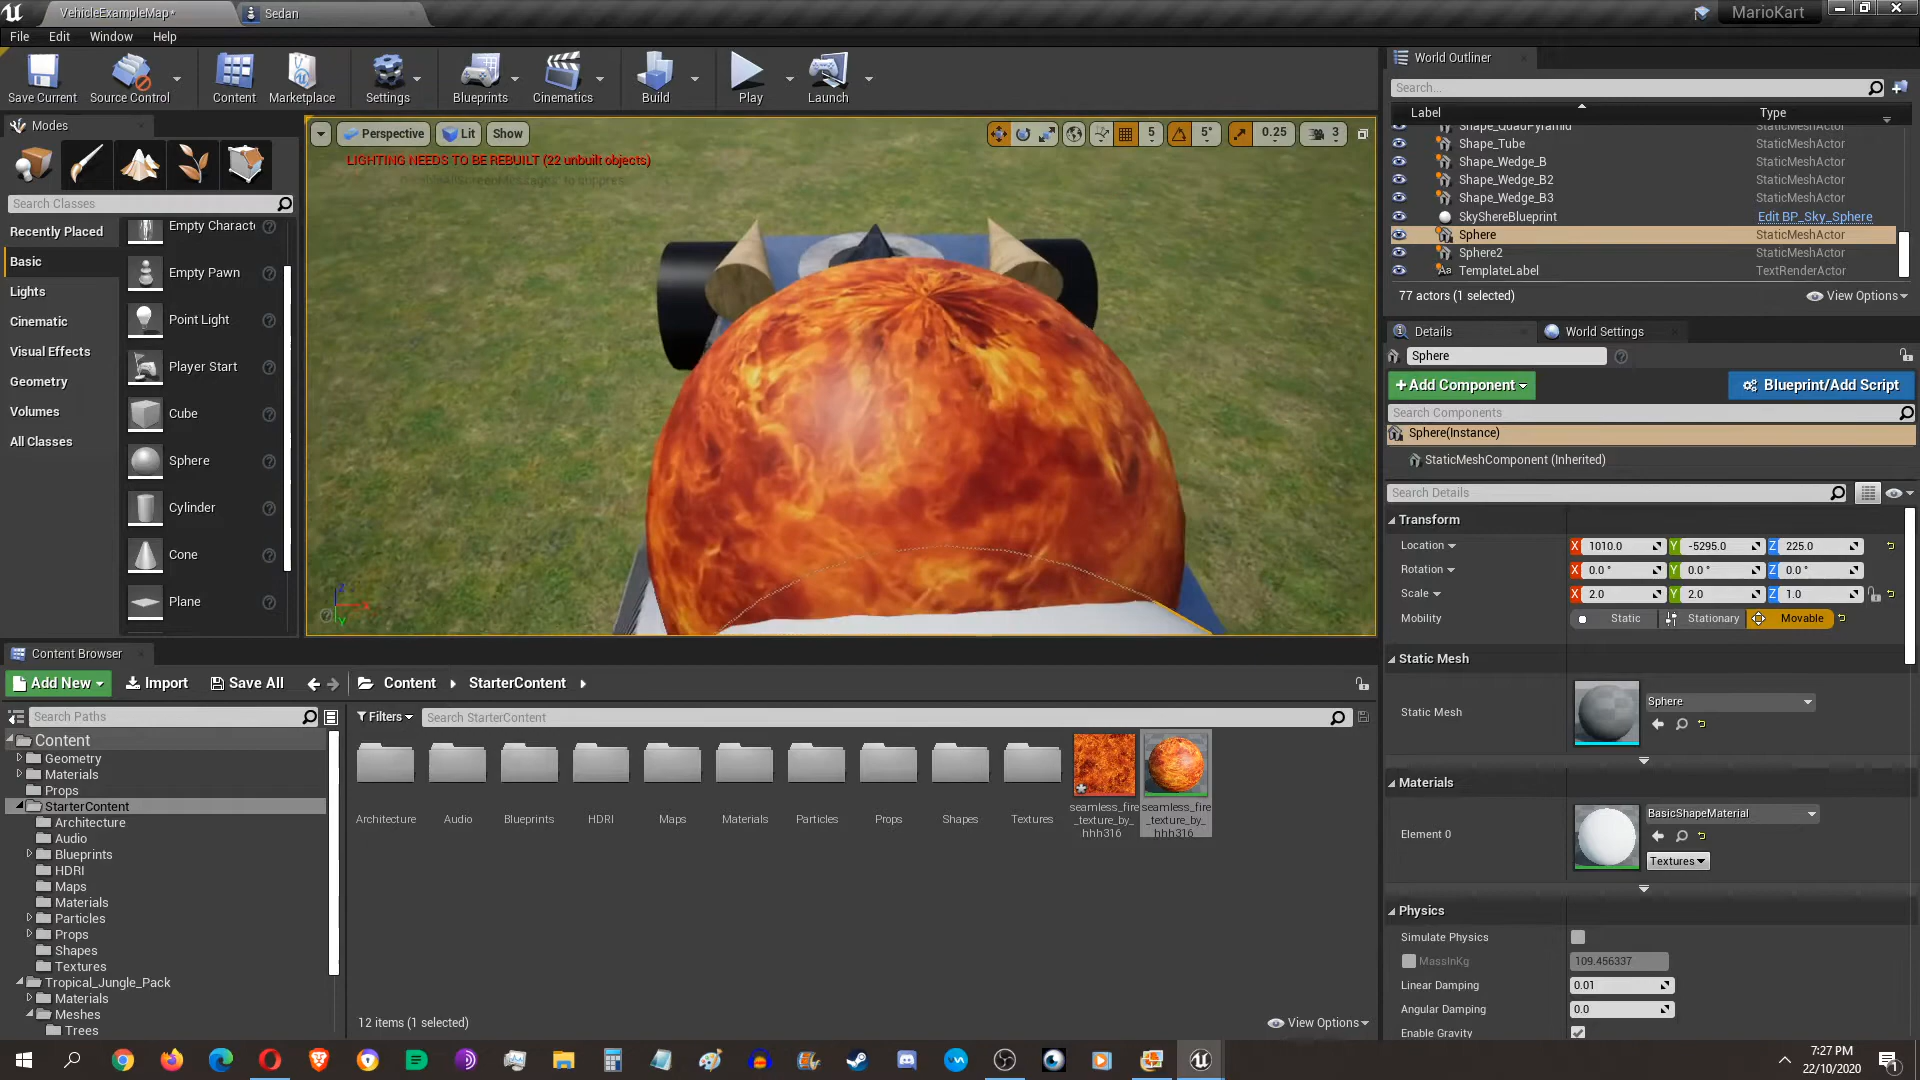 VehicleExampleMap*
Sedan
MarioKart
File Edit Window Help
Save Current
Source Control
Content
Marketplace
Settings
Blueprints
Cinematics
Build
Play
Launch
Modes
Search Classes
Recently Placed
Basic
Lights
Cinematic
Visual Effects
Geometry
Volumes
All Classes
Empty Characte
Empty Pawn
Point Light
Player Start
Cube
Sphere
Cylinder
Cone
Plane
Perspective
Lit
Show
5
5°
0.25
3
LIGHTING NEEDS TO BE REBUILT (22 unbuilt objects)
World Outliner
Search...
Label Type
Shape_QuadPyramid StaticMeshActor
Shape_Tube StaticMeshActor
Shape_Wedge_B StaticMeshActor
Shape_Wedge_B2 StaticMeshActor
Shape_Wedge_B3 StaticMeshActor
SkyShereBlueprint Edit BP_Sky_Sphere
Sphere StaticMeshActor
Sphere2 StaticMeshActor
TemplateLabel TextRenderActor
77 actors (1 selected)
View Options
Details
World Settings
Sphere
+Add Component
Blueprint/Add Script
Search Components
Sphere(Instance)
StaticMeshComponent (Inherited)
Search Details
Transform
Location X 1010.0 Y -5295.0 Z 225.0
Rotation X 0.0 ° Y 0.0 ° Z 0.0 °
Scale X 2.0 Y 2.0 Z 1.0
Mobility Static Stationary Movable
Static Mesh
Static Mesh Sphere
Materials
Element 0 BasicShapeMaterial
Textures
Physics
Simulate Physics
MassInKg 109.456337
Linear Damping 0.01
Angular Damping 0.0
Enable Gravity
Content Browser
Add New
Import
Save All
Content
StarterContent
Search Paths
Filters
Search StarterContent
Content
Geometry
Materials
Props
StarterContent
Architecture
Audio
Blueprints
HDRI
Maps
Materials
Particles
Props
Shapes
Textures
Tropical_Jungle_Pack
Materials
Meshes
Trees
Architecture
Audio
Blueprints
HDRI
Maps
Materials
Particles
Props
Shapes
Textures
seamless_fire
_texture_by_
hhh316
seamless_fire
_texture_by_
hhh316
12 items (1 selected)
View Options
7:27 PM
22/10/2020
1